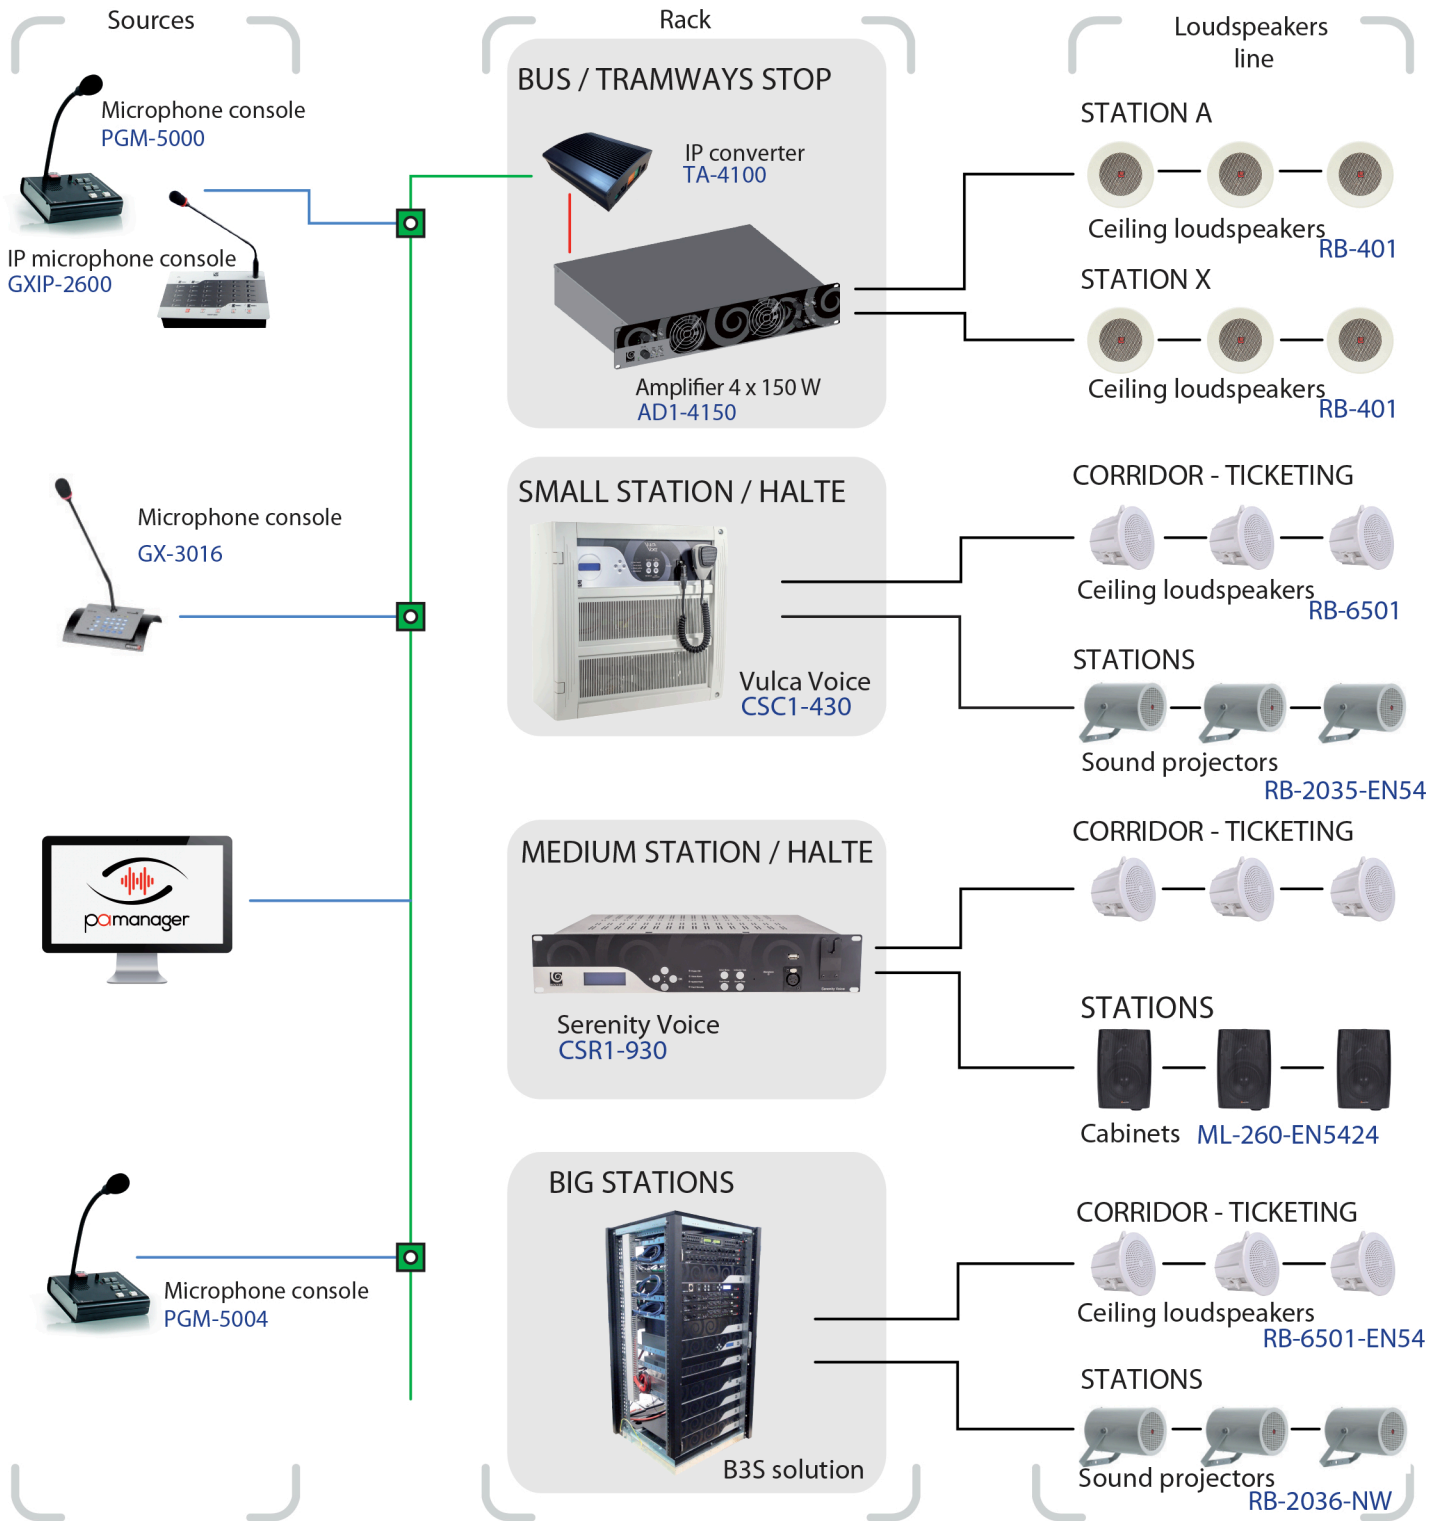 Sources
Microphone console
PGM-5000
IP microphone console
GXIP-2600
Microphone console
GX-3016
pamanager
Microphone console
PGM-5004
Rack
BUS / TRAMWAYS STOP
IP converter
TA-4100
Amplifier 4 x 150 W
AD1-4150
SMALL STATION / HALTE
Vulca Voice
CSC1-430
MEDIUM STATION / HALTE
Serenity Voice
Serenity Voice
CSR1-930
BIG STATIONS
B3S solution
Loudspeakers
line
STATION A
Ceiling loudspeakers
RB-401
STATION X
Ceiling loudspeakers
RB-401
CORRIDOR - TICKETING
Ceiling loudspeakers
RB-6501
STATIONS
Sound projectors
RB-2035-EN54
CORRIDOR - TICKETING
STATIONS
Cabinets ML-260-EN5424
CORRIDOR - TICKETING
Ceiling loudspeakers
RB-6501-EN54
STATIONS
Sound projectors
RB-2036-NW